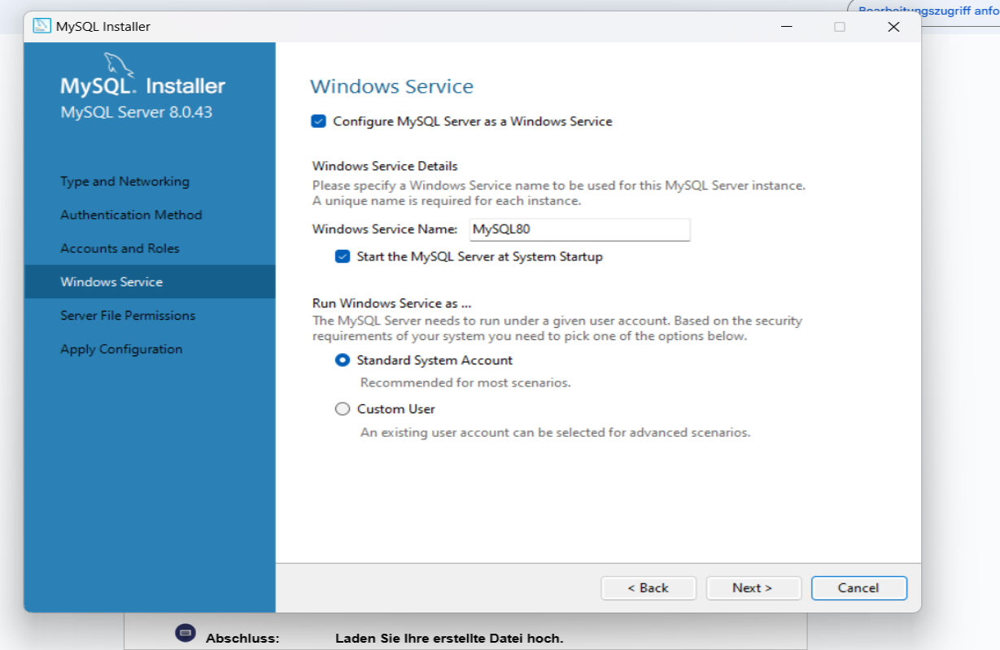 Bearbeitungszugriff anfo
MySQL Installer
MySQL. Installer
MySQL Server 8.0.43
Type and Networking
Authentication Method
Accounts and Roles
Windows Service
Server File Permissions
Apply Configuration
Windows Service
Configure MySQL Server as a Windows Service
Windows Service Details
Please specify a Windows Service name to be used for this MySQL Server instance.
A unique name is required for each instance.
Windows Service Name: MySQL80
Start the MySQL Server at System Startup
Run Windows Service as ...
The MySQL Server needs to run under a given user account. Based on the security
requirements of your system you need to pick one of the options below.
Standard System Account
Recommended for most scenarios.
Custom User
An existing user account can be selected for advanced scenarios.
< Back Next > Cancel
Abschluss: Laden Sie Ihre erstellte Datei hoch.